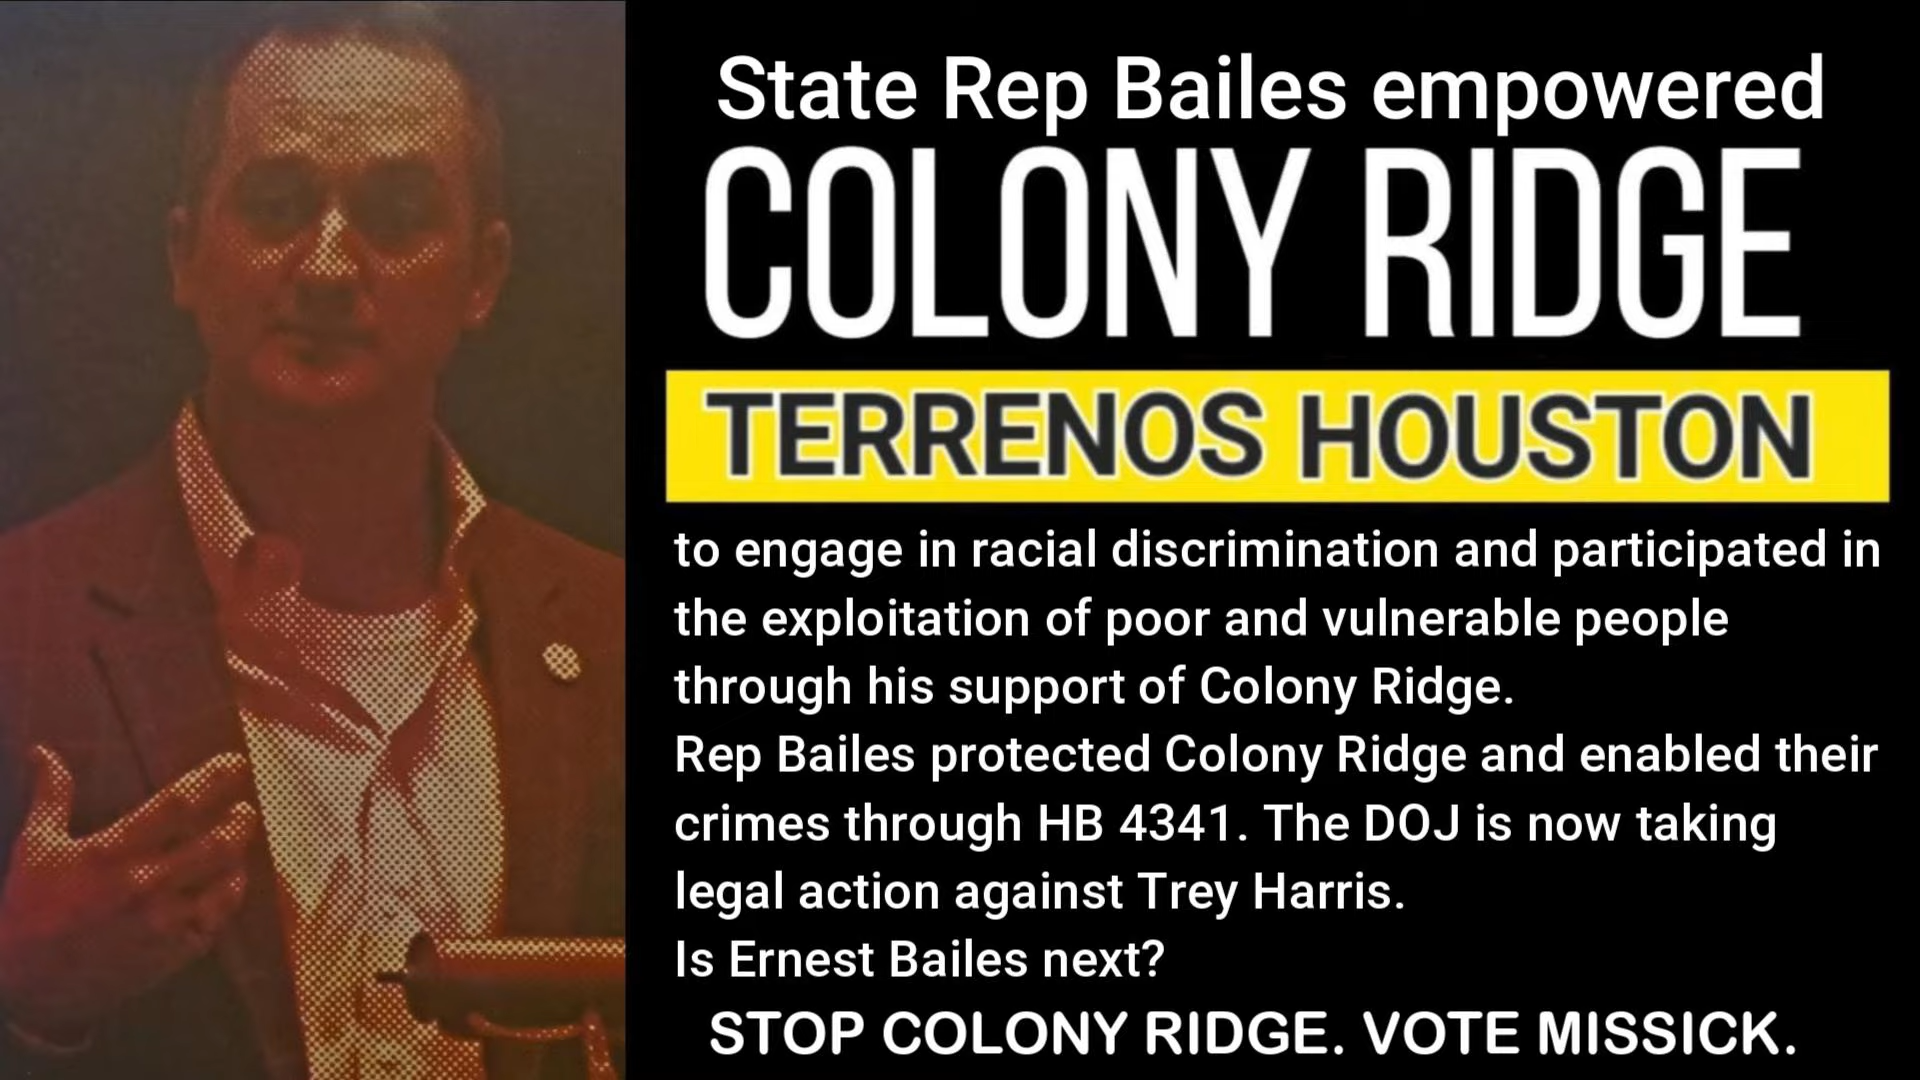 State Rep Bailes empowered
COLONY RIDGE
TERRENOS HOUSTON
to engage in racial discrimination and participated in
the exploitation of poor and vulnerable people
through his support of Colony Ridge.
Rep Bailes protected Colony Ridge and enabled their
crimes through HB 4341. The DOJ is now taking
legal action against Trey Harris.
Is Ernest Bailes next?
STOP COLONY RIDGE. VOTE MISSICK.